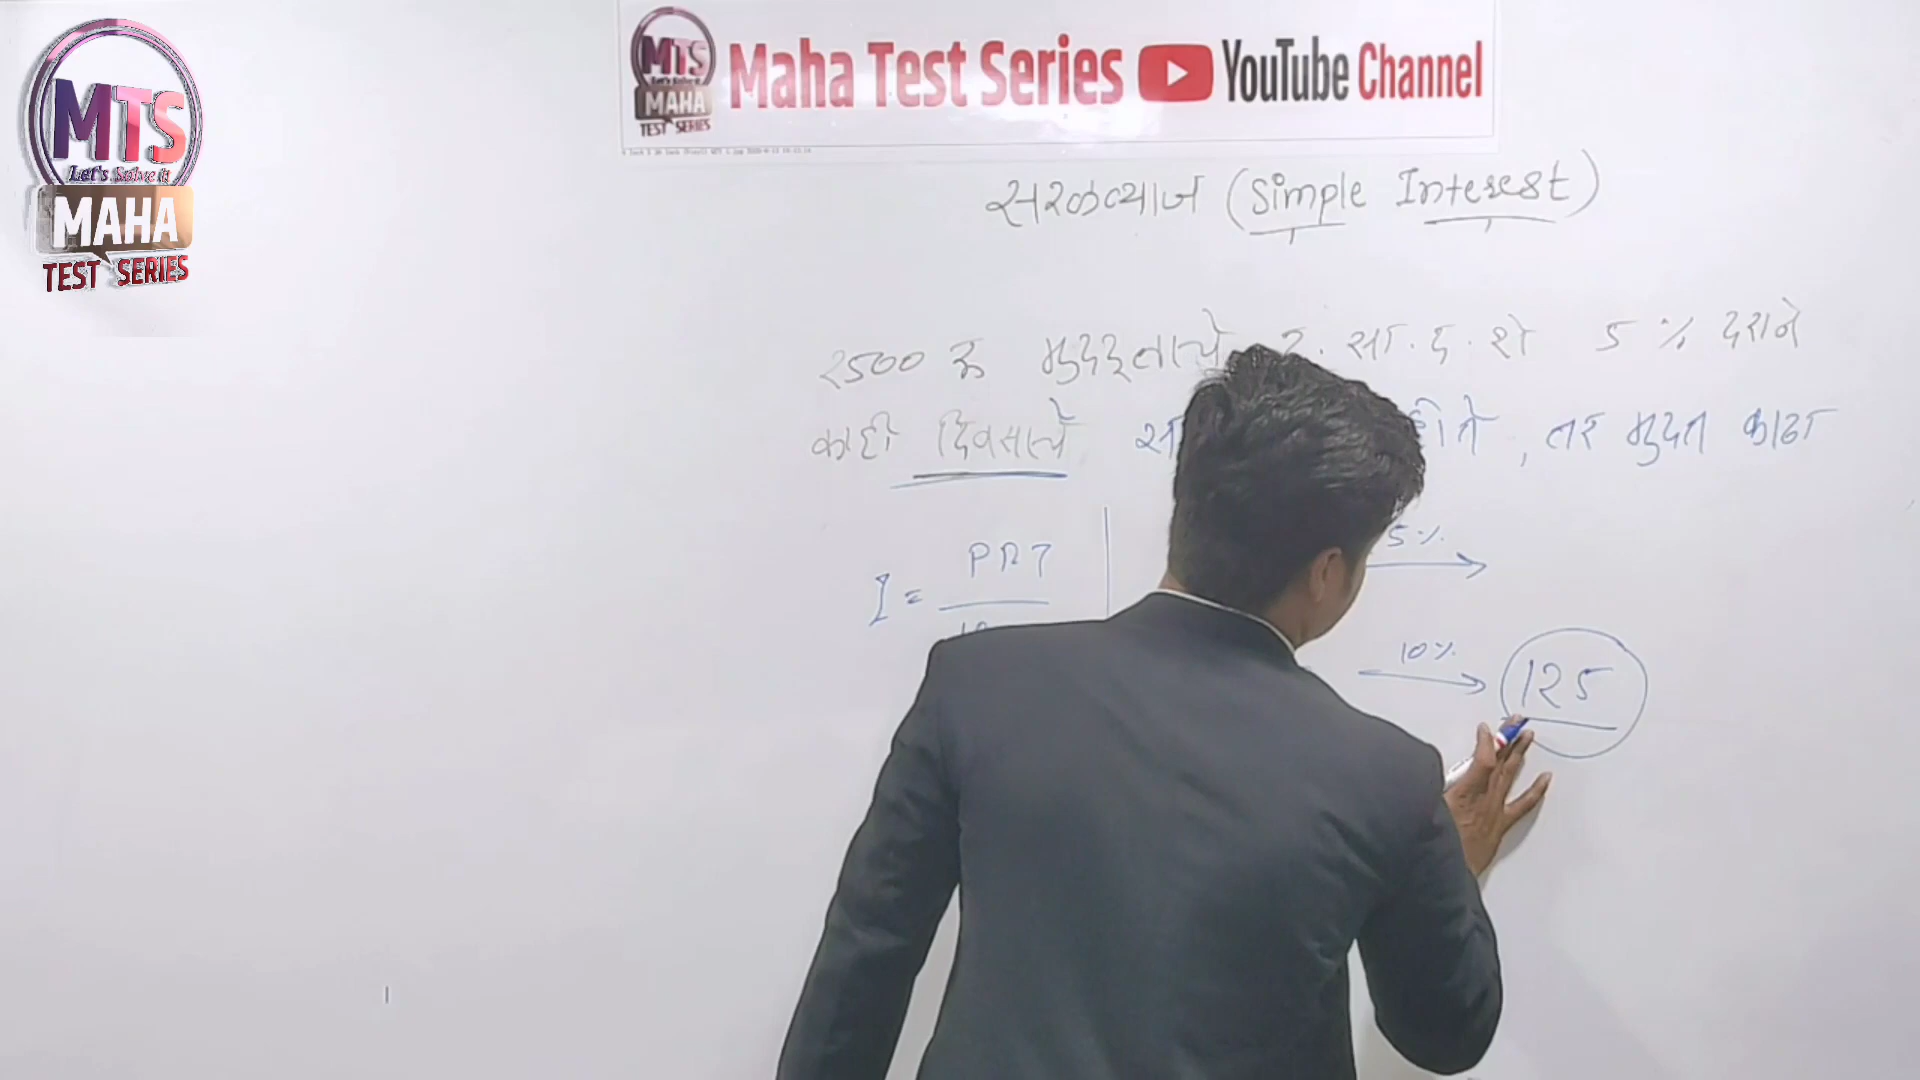 MTS
Let's Solve it
MAHA
TEST SERIES
MTS
MAHA
TEST SERIES
Maha Test Series YouTube Channel
सरळव्याज (Simple Interest)
२500 रु मुद्दलाचे द. सा. द. शे 5 % दराने
काही दिवसाचे होते, तर मुदत काढा
I = PRT
5%
10%
125